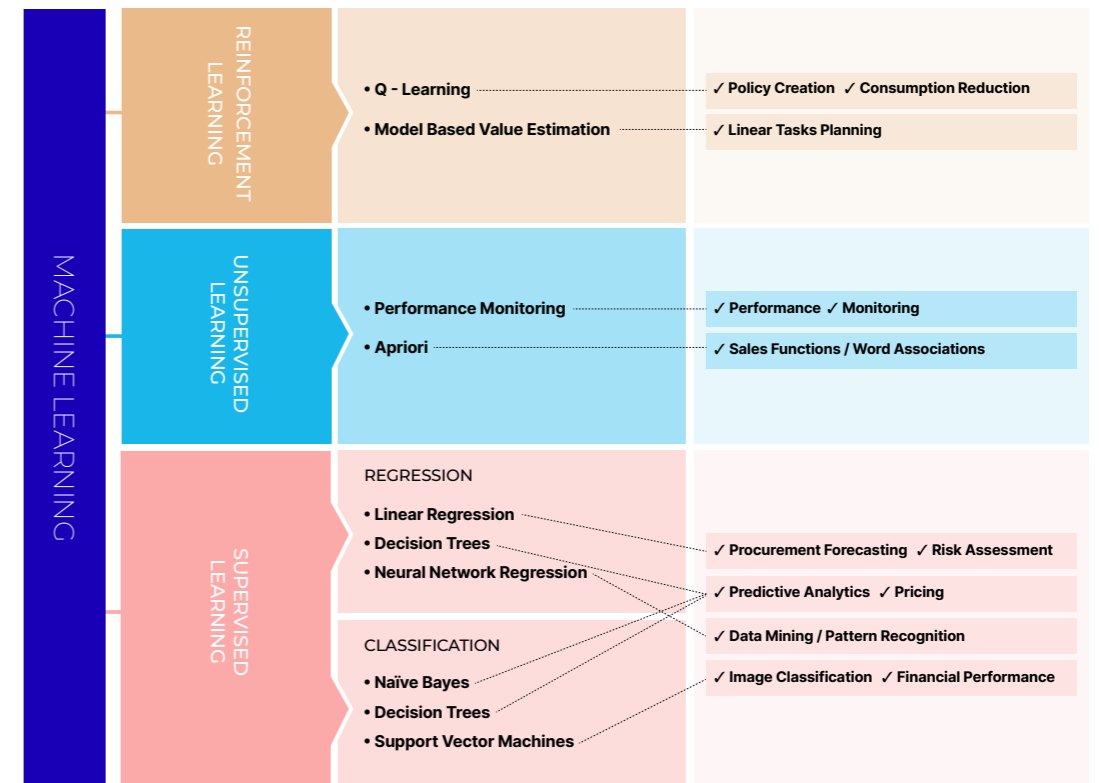 MACHINE LEARNING
REINFORCEMENT
LEARNING
• Q - Learning
• Model Based Value Estimation
✓ Policy Creation ✓ Consumption Reduction
✓ Linear Tasks Planning
UNSUPERVISED
LEARNING
• Performance Monitoring
• Apriori
✓ Performance ✓ Monitoring
✓ Sales Functions / Word Associations
SUPERVISED
LEARNING
REGRESSION
• Linear Regression
• Decision Trees
• Neural Network Regression
CLASSIFICATION
• Naïve Bayes
• Decision Trees
• Support Vector Machines
✓ Procurement Forecasting ✓ Risk Assessment
✓ Predictive Analytics ✓ Pricing
✓ Data Mining / Pattern Recognition
✓ Image Classification ✓ Financial Performance